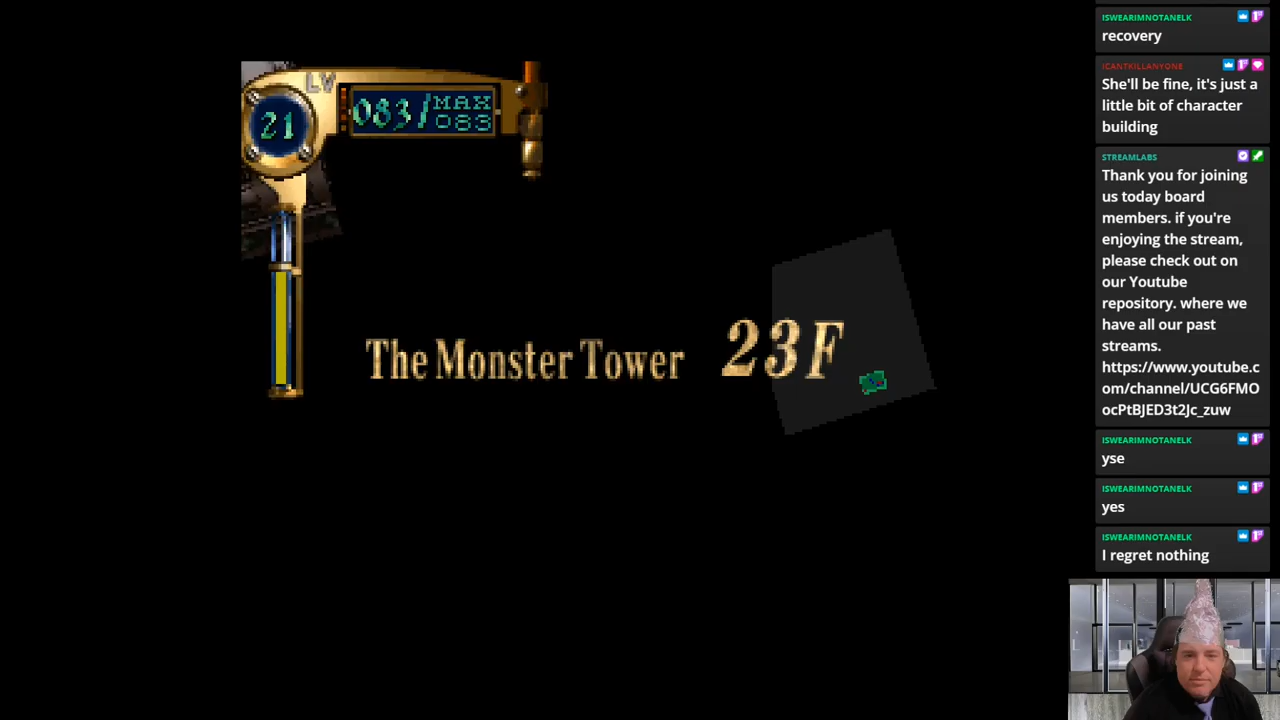 LV
21
083/MAX
083
The Monster Tower 23F
ISWEARIMNOTANELK
recovery
ICANTKILLANYONE
She'll be fine, it's just a
little bit of character
building
STREAMLABS
Thank you for joining
us today board
members. if you're
enjoying the stream,
please check out on
our Youtube
repository. where we
have all our past
streams.
https://www.youtube.c
om/channel/UCG6FMO
ocPtBJED3t2Jc_zuw
ISWEARIMNOTANELK
yse
ISWEARIMNOTANELK
yes
ISWEARIMNOTANELK
I regret nothing